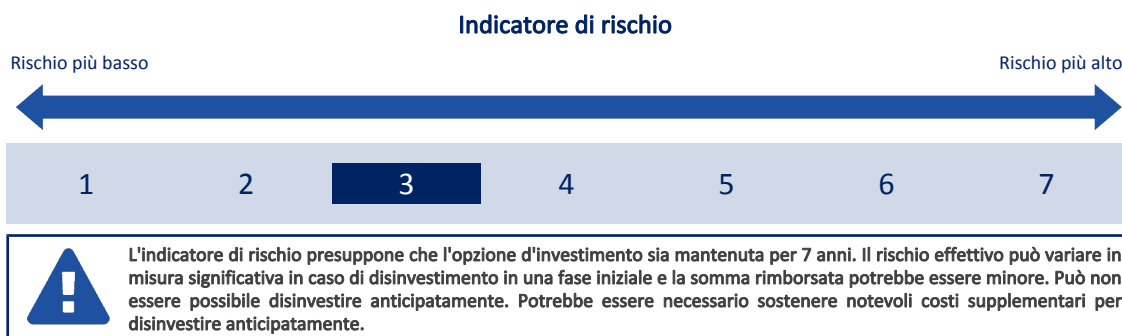 Indicatore di rischio
Rischio più basso Rischio più alto
1 2 3 4 5 6 7
L'indicatore di rischio presuppone che l'opzione d'investimento sia mantenuta per 7 anni. Il rischio effettivo può variare in
misura significativa in caso di disinvestimento in una fase iniziale e la somma rimborsata potrebbe essere minore. Può non
essere possibile disinvestire anticipatamente. Potrebbe essere necessario sostenere notevoli costi supplementari per
disinvestire anticipatamente.